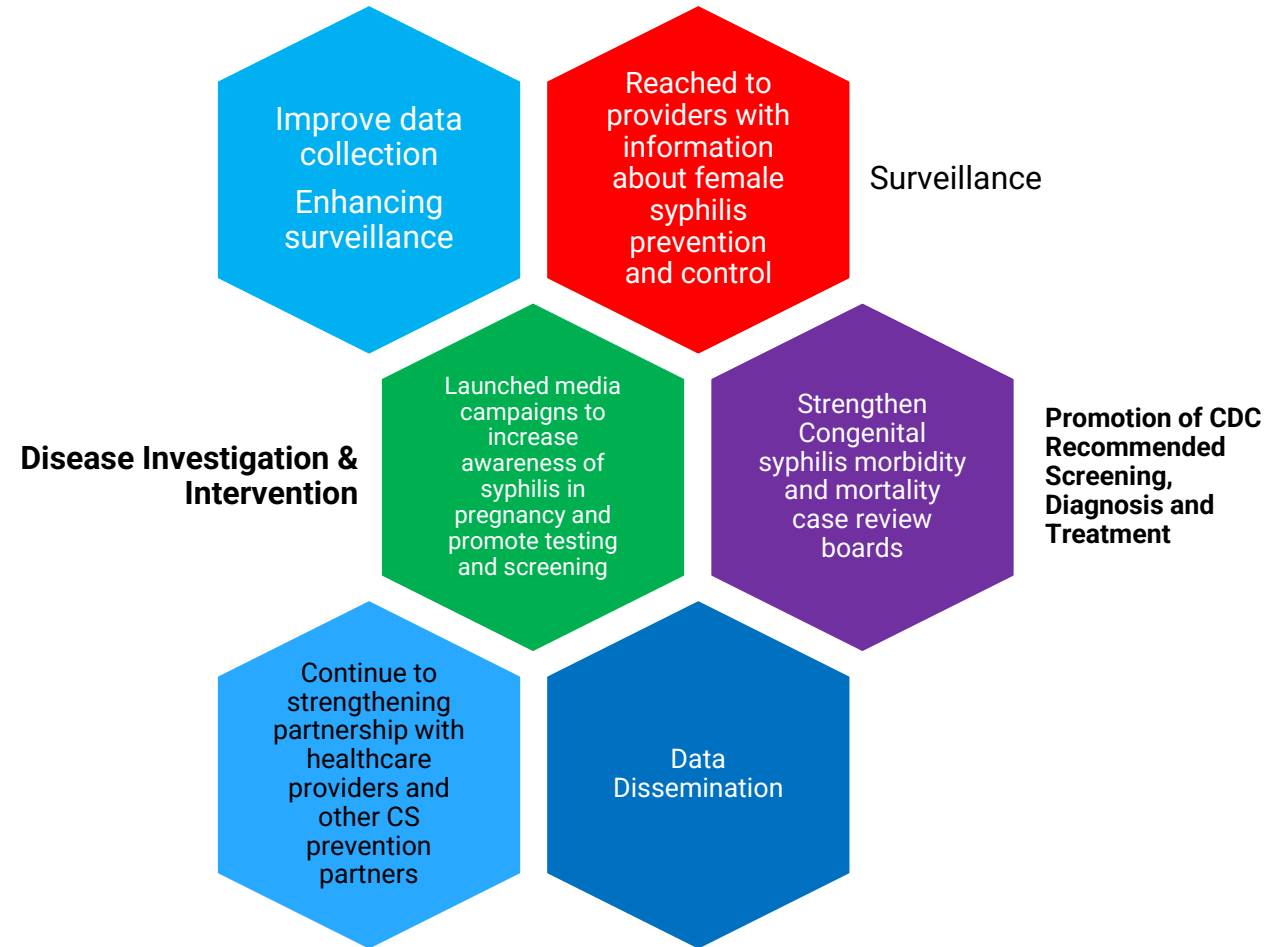 Improve data
collection
Enhancing
surveillance
Reached to
providers with
information
about female
syphilis
prevention
and control
Surveillance
Disease Investigation &
Intervention
Launched media
campaigns to
increase
awareness of
syphilis in
pregnancy and
promote testing
and screening
Strengthen
Congenital
syphilis morbidity
and mortality
case review
boards
Promotion of CDC
Recommended
Screening,
Diagnosis and
Treatment
Continue to
strengthening
partnership with
healthcare
providers and
other CS
prevention
partners
Data
Dissemination